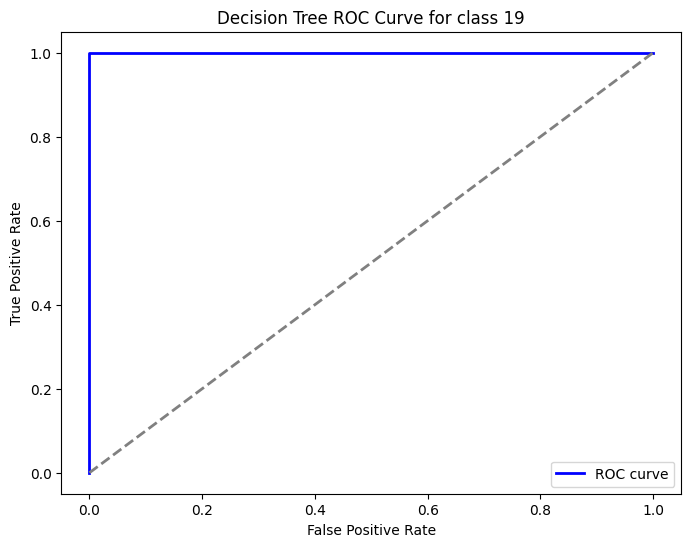 Decision Tree ROC Curve for class 19
True Positive Rate
1.0
0.8
0.6
0.4
0.2
0.0
ROC curve
0.0 0.2 0.4 0.6 0.8 1.0
False Positive Rate